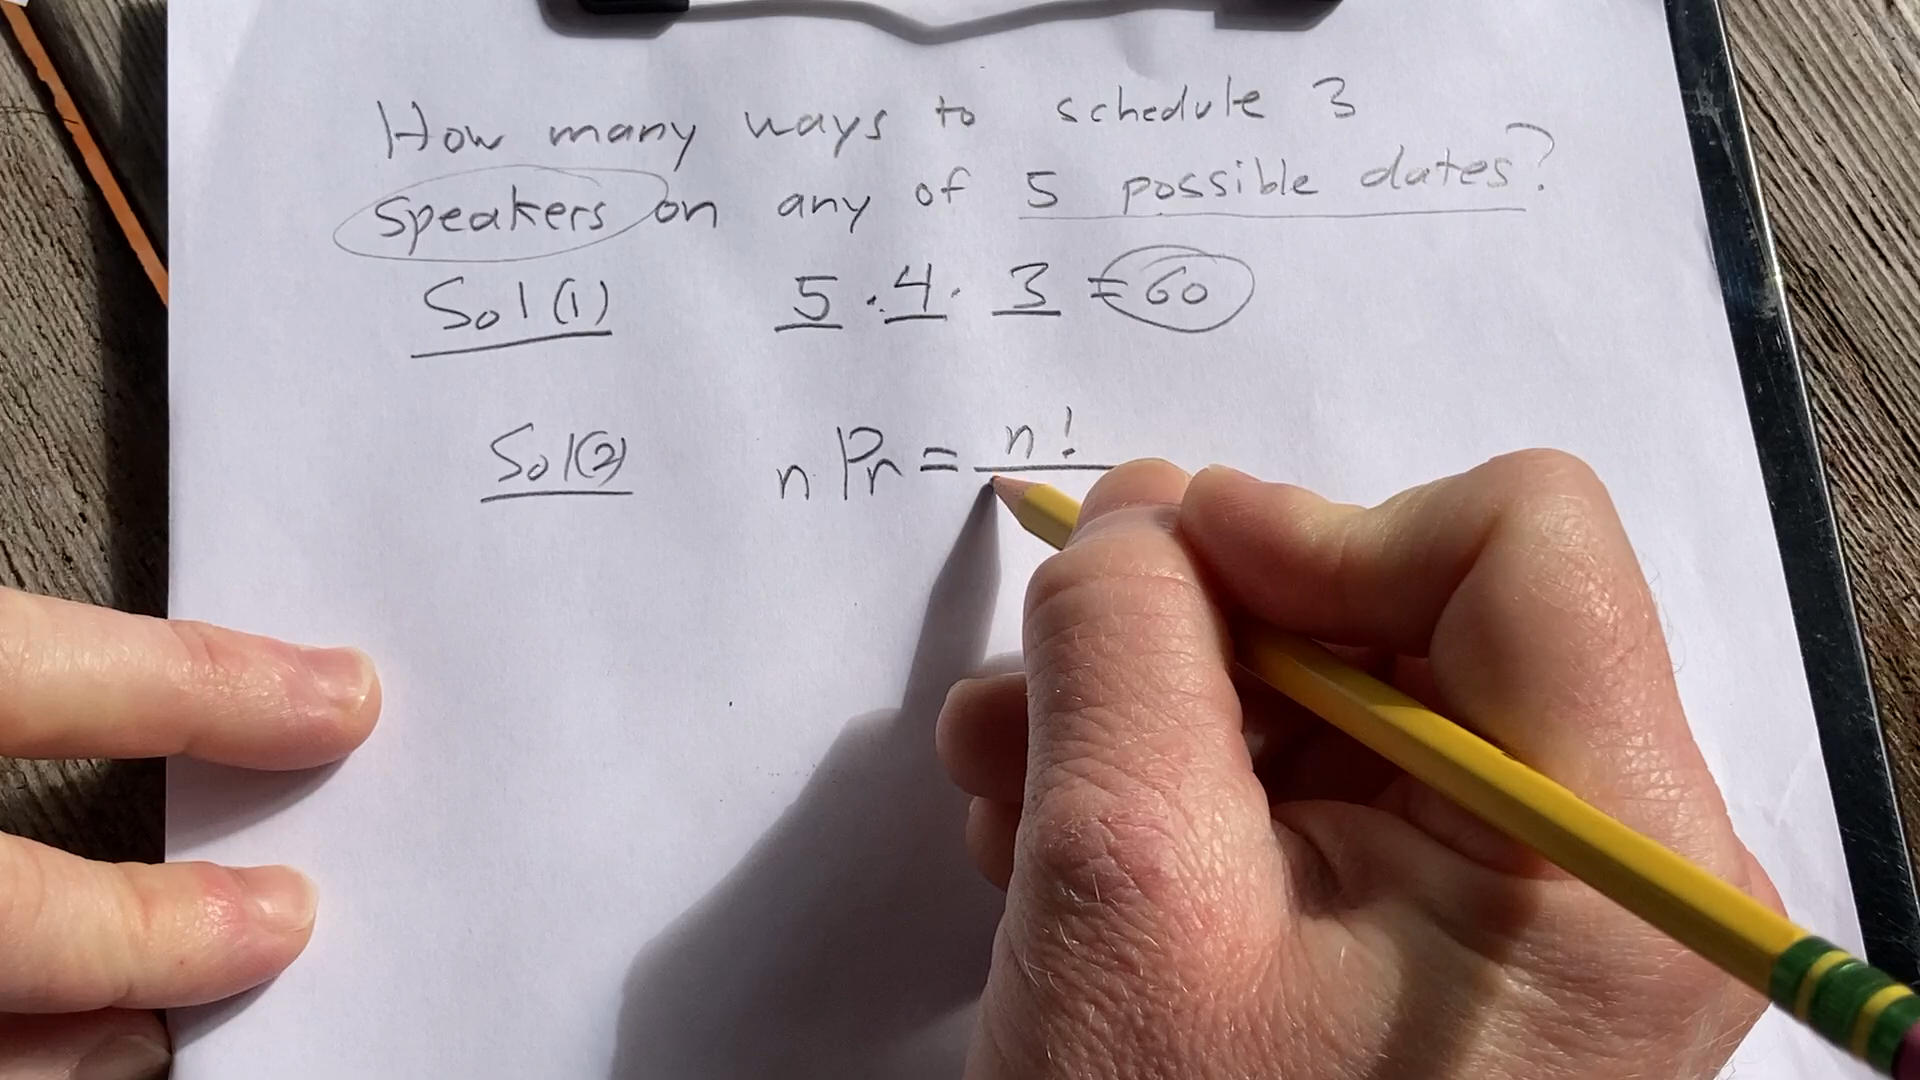 How many ways to schedule 3
speakers on any of 5 possible dates?
Sol(1) 5 · 4 · 3 = 60
Sol(2) nPr = n!